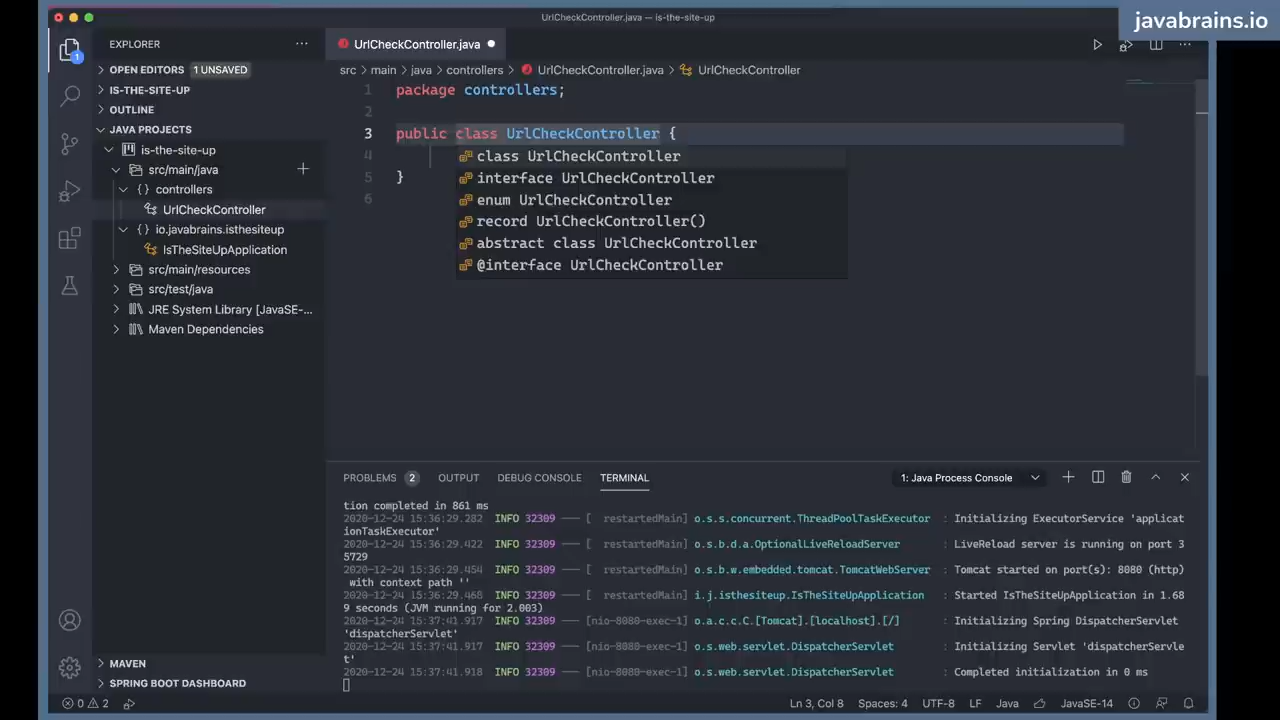 UrlCheckController.java — is-the-site-up
javabrains.io
EXPLORER
UrlCheckController.java
OPEN EDITORS 1 UNSAVED
IS-THE-SITE-UP
OUTLINE
JAVA PROJECTS
is-the-site-up
src/main/java
controllers
UrlCheckController
io.javabrains.isthesiteup
IsTheSiteUpApplication
src/main/resources
src/test/java
JRE System Library [JavaSE-...
Maven Dependencies
MAVEN
SPRING BOOT DASHBOARD
1
src > main > java > controllers > UrlCheckController.java > UrlCheckController
1 package controllers;
2
3 public class UrlCheckController {
4
5 }
6
class UrlCheckController
interface UrlCheckController
enum UrlCheckController
record UrlCheckController()
abstract class UrlCheckController
@interface UrlCheckController
PROBLEMS 2 OUTPUT DEBUG CONSOLE TERMINAL 1: Java Process Console
tion completed in 861 ms
2020-12-24 15:36:29.282 INFO 32309 --- [ restartedMain] o.s.s.concurrent.ThreadPoolTaskExecutor : Initializing ExecutorService 'applicat
ionTaskExecutor'
2020-12-24 15:36:29.422 INFO 32309 --- [ restartedMain] o.s.b.d.a.OptionalLiveReloadServer : LiveReload server is running on port 3
5729
2020-12-24 15:36:29.454 INFO 32309 --- [ restartedMain] o.s.b.w.embedded.tomcat.TomcatWebServer : Tomcat started on port(s): 8080 (http)
with context path ''
2020-12-24 15:36:29.468 INFO 32309 --- [ restartedMain] i.j.isthesiteup.IsTheSiteUpApplication : Started IsTheSiteUpApplication in 1.68
9 seconds (JVM running for 2.003)
2020-12-24 15:37:41.917 INFO 32309 --- [nio-8080-exec-1] o.a.c.c.C.[Tomcat].[localhost].[/] : Initializing Spring DispatcherServlet
'dispatcherServlet'
2020-12-24 15:37:41.917 INFO 32309 --- [nio-8080-exec-1] o.s.web.servlet.DispatcherServlet : Initializing Servlet 'dispatcherServle
t'
2020-12-24 15:37:41.918 INFO 32309 --- [nio-8080-exec-1] o.s.web.servlet.DispatcherServlet : Completed initialization in 0 ms
0 2 Ln 3, Col 8 Spaces: 4 UTF-8 LF Java JavaSE-14